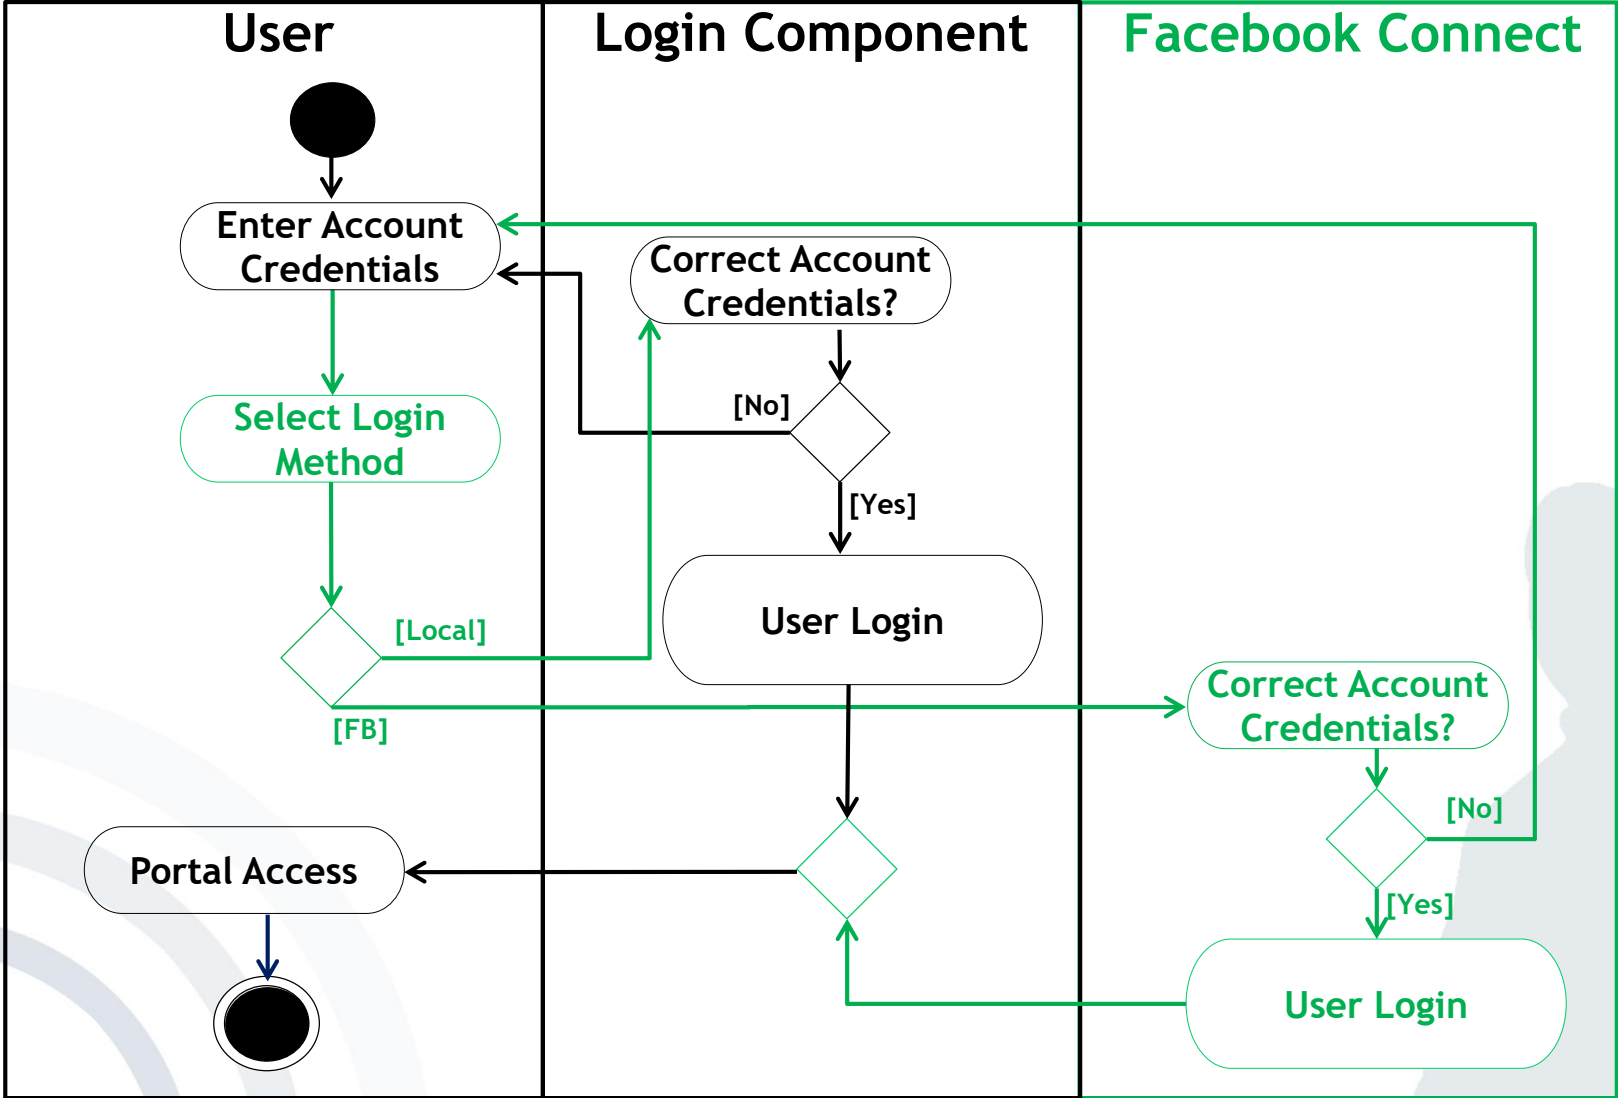 User
Login Component
Facebook Connect
Enter Account
Credentials
Correct Account
Credentials?
[No]
Select Login
Method
[Yes]
User Login
[Local]
[FB]
Correct Account
Credentials?
[No]
Portal Access
[Yes]
User Login